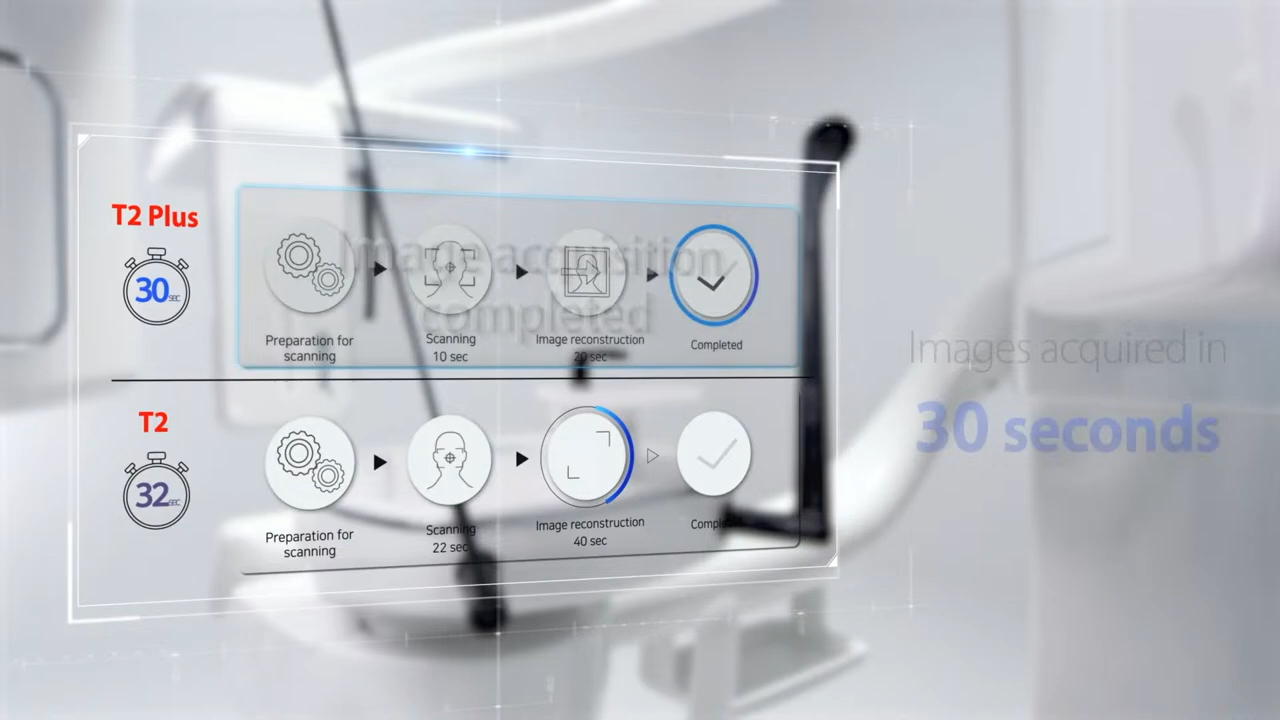 T2 Plus
30 SEC
Image acquisition
completed
Preparation for
scanning
Scanning
10 sec
Image reconstruction
20 sec
Completed
Images acquired in
30 seconds
T2
32 SEC
Preparation for
scanning
Scanning
22 sec
Image reconstruction
40 sec